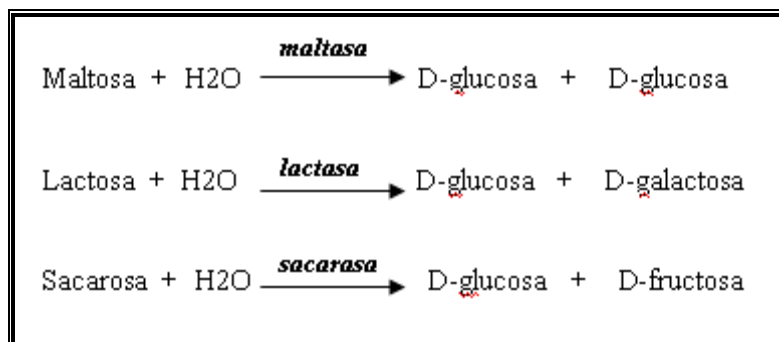 maltasa
Maltosa + H2O D-glucosa + D-glucosa
lactasa
Lactosa + H2O D-glucosa + D-galactosa
sacarasa
Sacarosa + H2O D-glucosa + D-fructosa